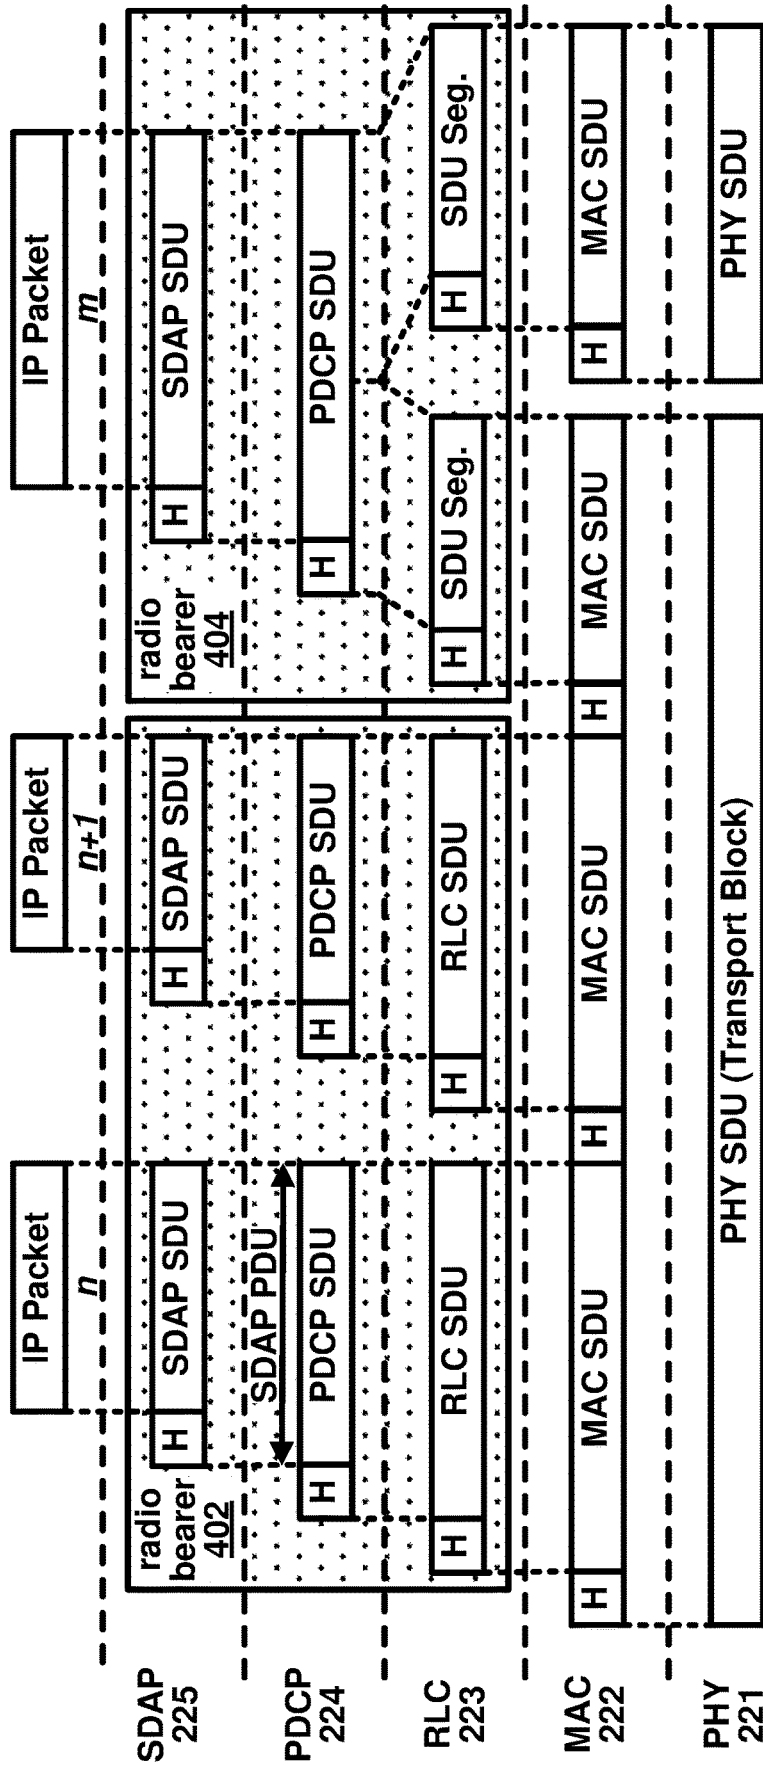 IP Packet
IP Packet
IP Packet
n
n+1
m
SDAP
225
radio
bearer
402
H
SDAP SDU
H
SDAP SDU
radio
bearer
404
H
SDAP SDU
SDAP PDU
PDCP
224
H
PDCP SDU
H
PDCP SDU
H
PDCP SDU
RLC
223
H
RLC SDU
H
RLC SDU
H
SDU Seg.
H
SDU Seg.
MAC
222
H
MAC SDU
H
MAC SDU
H
MAC SDU
H
MAC SDU
PHY
221
PHY SDU (Transport Block)
PHY SDU